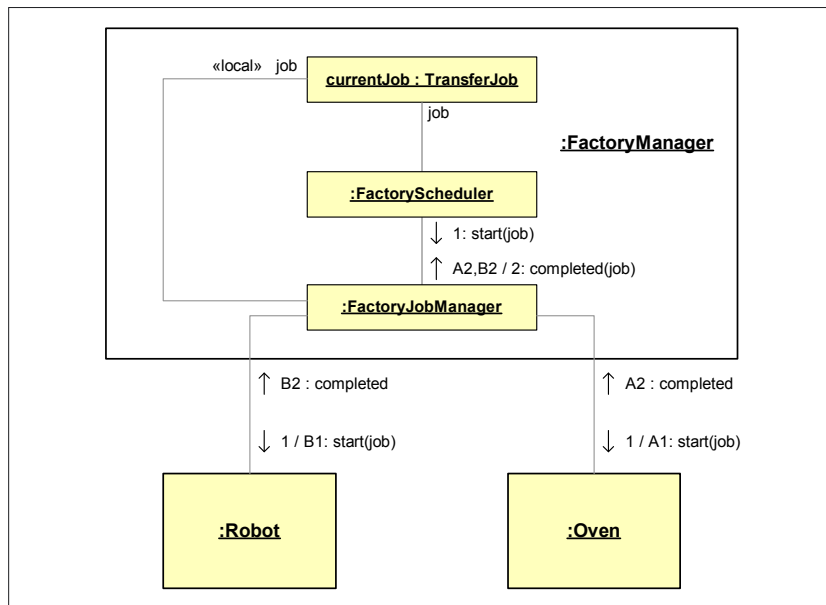 «local» job
currentJob : TransferJob
job
:FactoryManager
:FactoryScheduler
1: start(job)
A2,B2 / 2: completed(job)
:FactoryJobManager
B2 : completed
A2 : completed
1 / B1: start(job)
1 / A1: start(job)
:Robot
:Oven